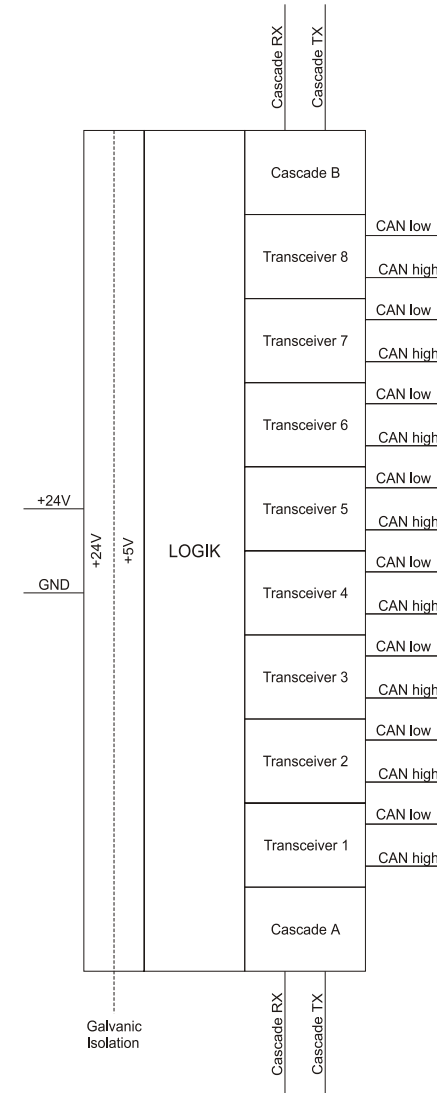 Cascade RX
Cascade TX
Cascade B
CAN low
Transceiver 8
CAN high
CAN low
Transceiver 7
CAN high
CAN low
Transceiver 6
CAN high
CAN low
+24V
Transceiver 5
CAN high
+24V
+5V
LOGIK
CAN low
GND
Transceiver 4
CAN high
CAN low
Transceiver 3
CAN high
CAN low
Transceiver 2
CAN high
CAN low
Transceiver 1
CAN high
Cascade A
Galvanic
Isolation
Cascade RX
Cascade TX